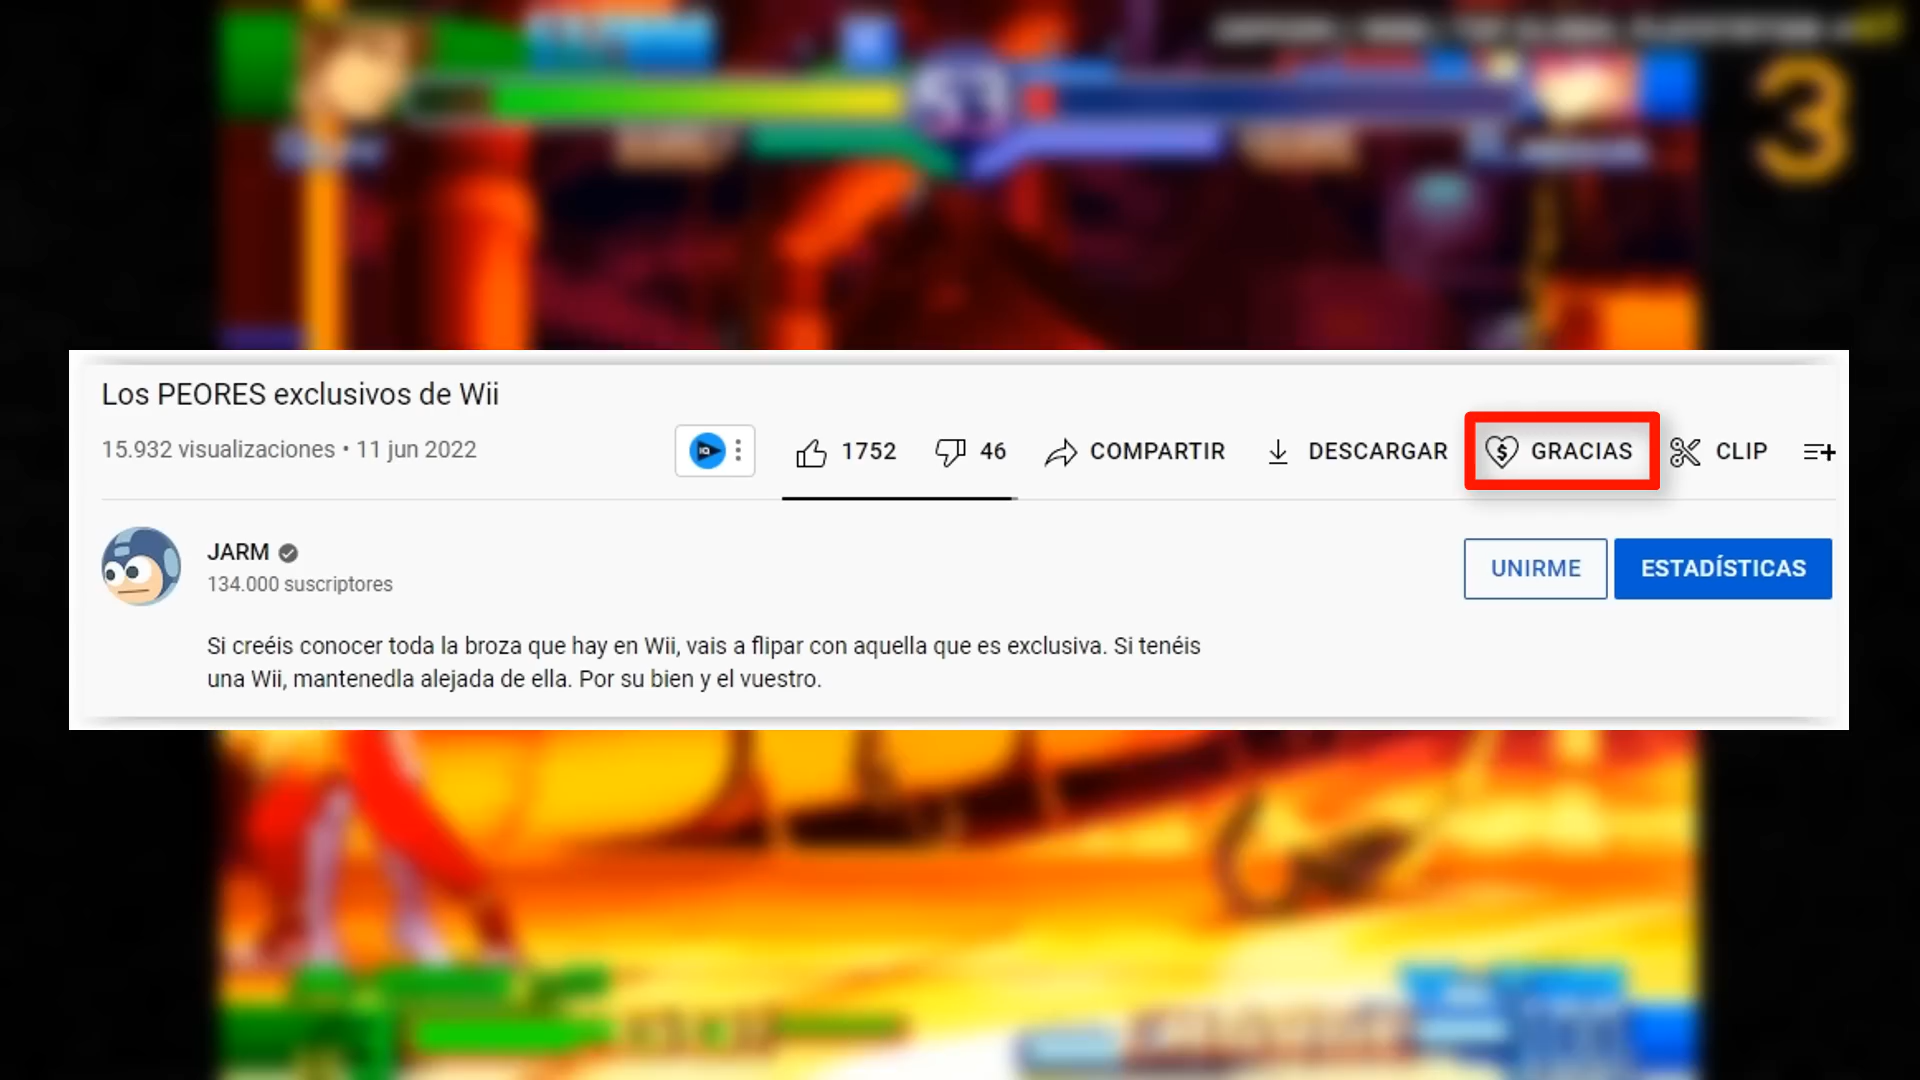 53
3
Los PEORES exclusivos de Wii
15.932 visualizaciones • 11 jun 2022
IQ
1752
46
COMPARTIR
DESCARGAR
GRACIAS
CLIP
JARM
134.000 suscriptores
UNIRME
ESTADÍSTICAS
Si creéis conocer toda la broza que hay en Wii, vais a flipar con aquella que es exclusiva. Si tenéis
una Wii, mantenedla alejada de ella. Por su bien y el vuestro.